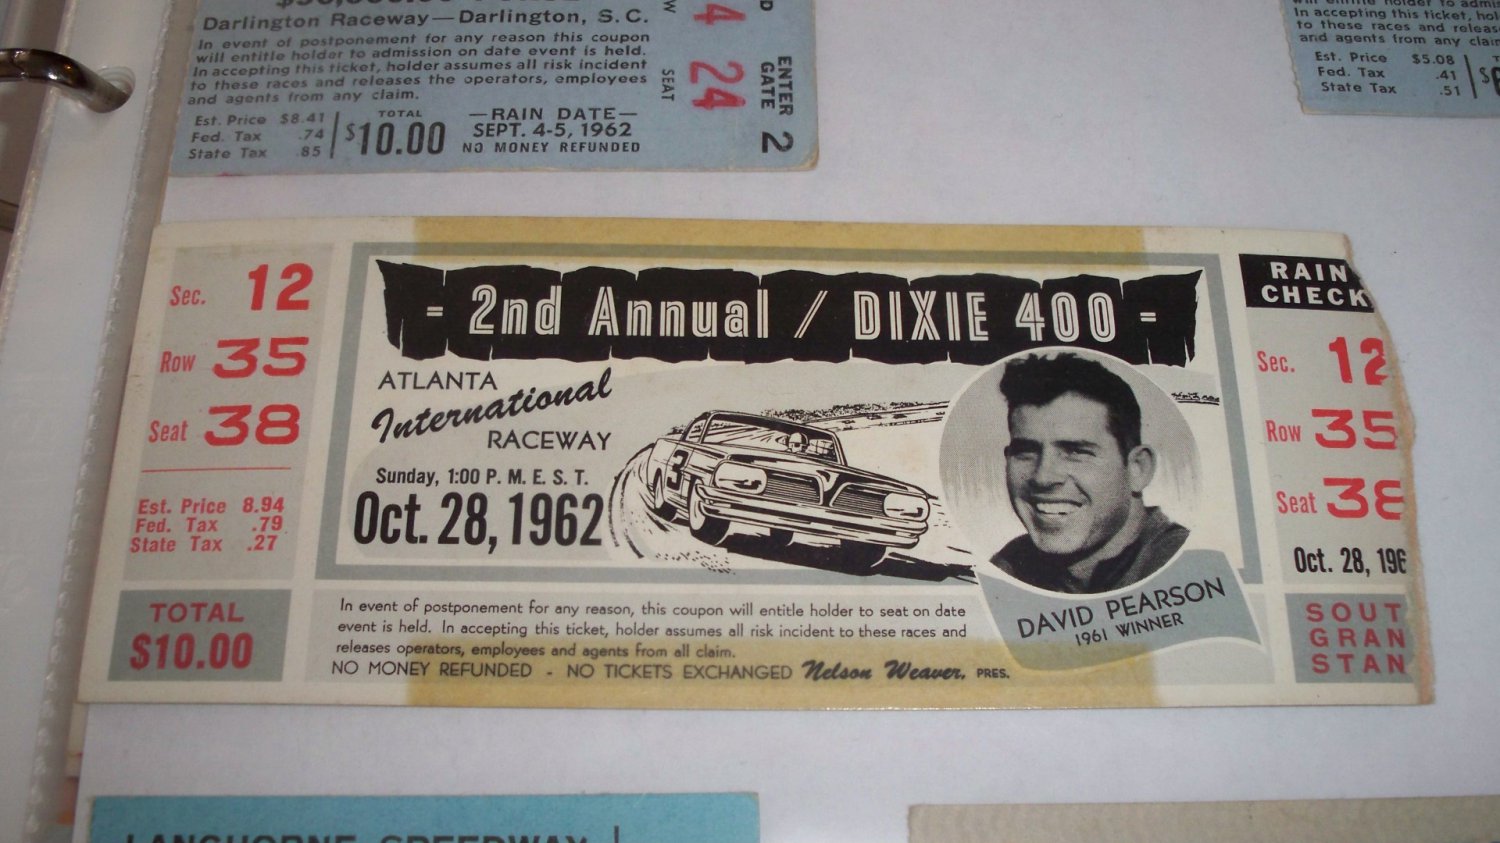 Darlington Raceway—Darlington, S. C.
In event of postponement for any reason this coupon
will entitle holder to admission on date event is held.
In accepting this ticket, holder assumes all risk incident
to these races and releases the operators, employees
and agents from any claim.
Est. Price $8.41
Fed. Tax .74
State Tax .85
TOTAL
$10.00
—RAIN DATE—
SEPT. 4-5, 1962
NO MONEY REFUNDED
24
SEAT
ENTER
GATE 2
In accepting this ticket,
to these races and
and agents from any
Est. Price $5.08
Fed. Tax .41
State Tax .51
Sec. 12
Row 35
Seat 38
Est. Price 8.94
Fed. Tax .79
State Tax .27
TOTAL
$10.00
- 2nd Annual / DIXIE 400 -
ATLANTA
International
RACEWAY
Sunday, 1:00 P. M. E. S. T.
Oct. 28, 1962
3
DAVID PEARSON
1961 WINNER
In event of postponement for any reason, this coupon will entitle holder to seat on date
event is held. In accepting this ticket, holder assumes all risk incident to these races and
releases operators, employees and agents from all claim.
NO MONEY REFUNDED - NO TICKETS EXCHANGED Nelson Weaver, PRES.
RAIN
CHECK
Sec. 12
Row 35
Seat 38
Oct. 28, 196
SOUT
GRAN
STAN
LANGHORNE SPEEDWAY